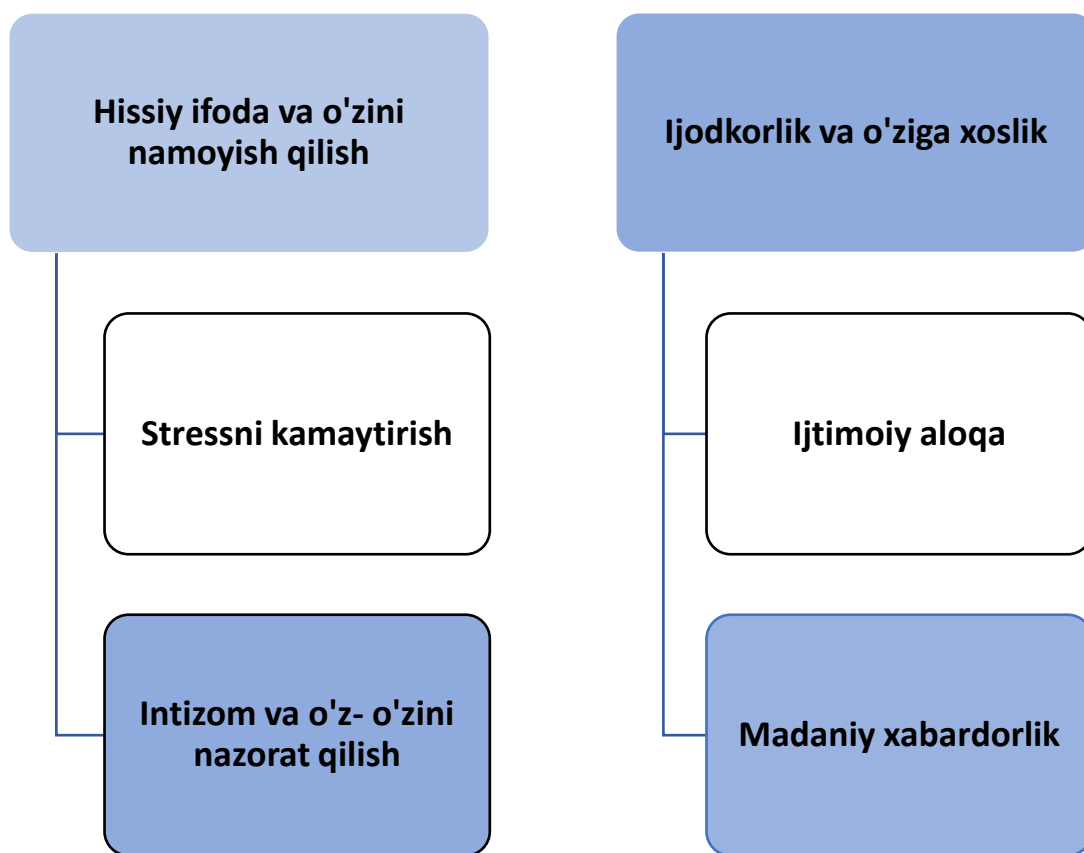 Hissiy ifoda va o'zini
namoyish qilish
Stressni kamaytirish
Intizom va o'z- o'zini
nazorat qilish
Ijodkorlik va o'ziga xoslik
Ijtimoiy aloqa
Madaniy xabardorlik